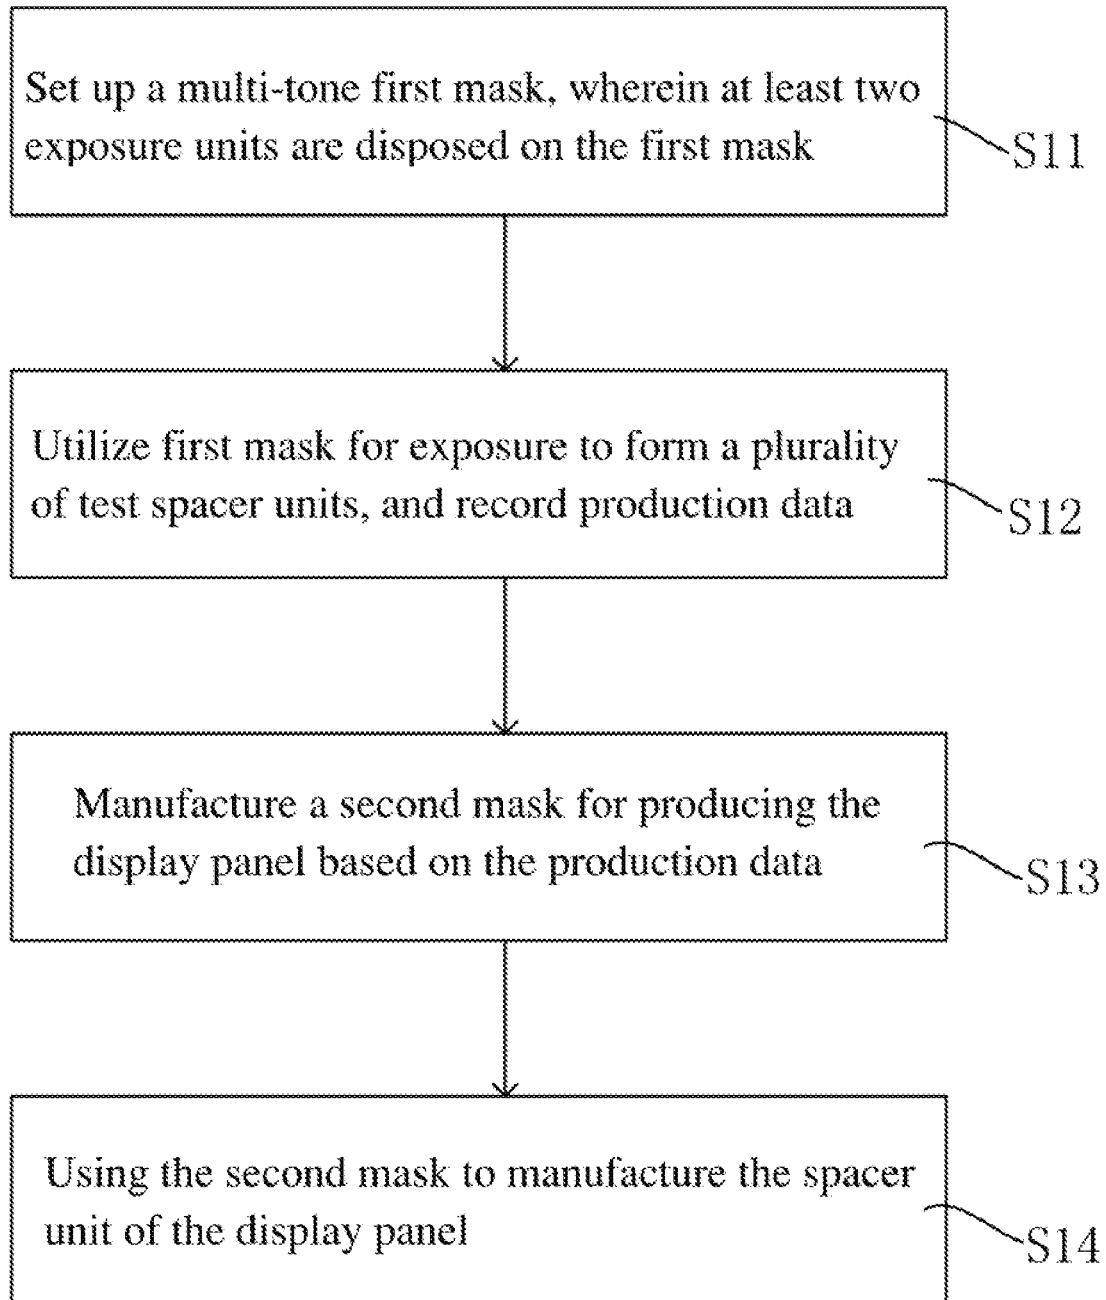 Set up a multi-tone first mask, wherein at least two
exposure units are disposed on the first mask
S11
Utilize first mask for exposure to form a plurality
of test spacer units, and record production data
S12
Manufacture a second mask for producing the
display panel based on the production data
S13
Using the second mask to manufacture the spacer
unit of the display panel
S14